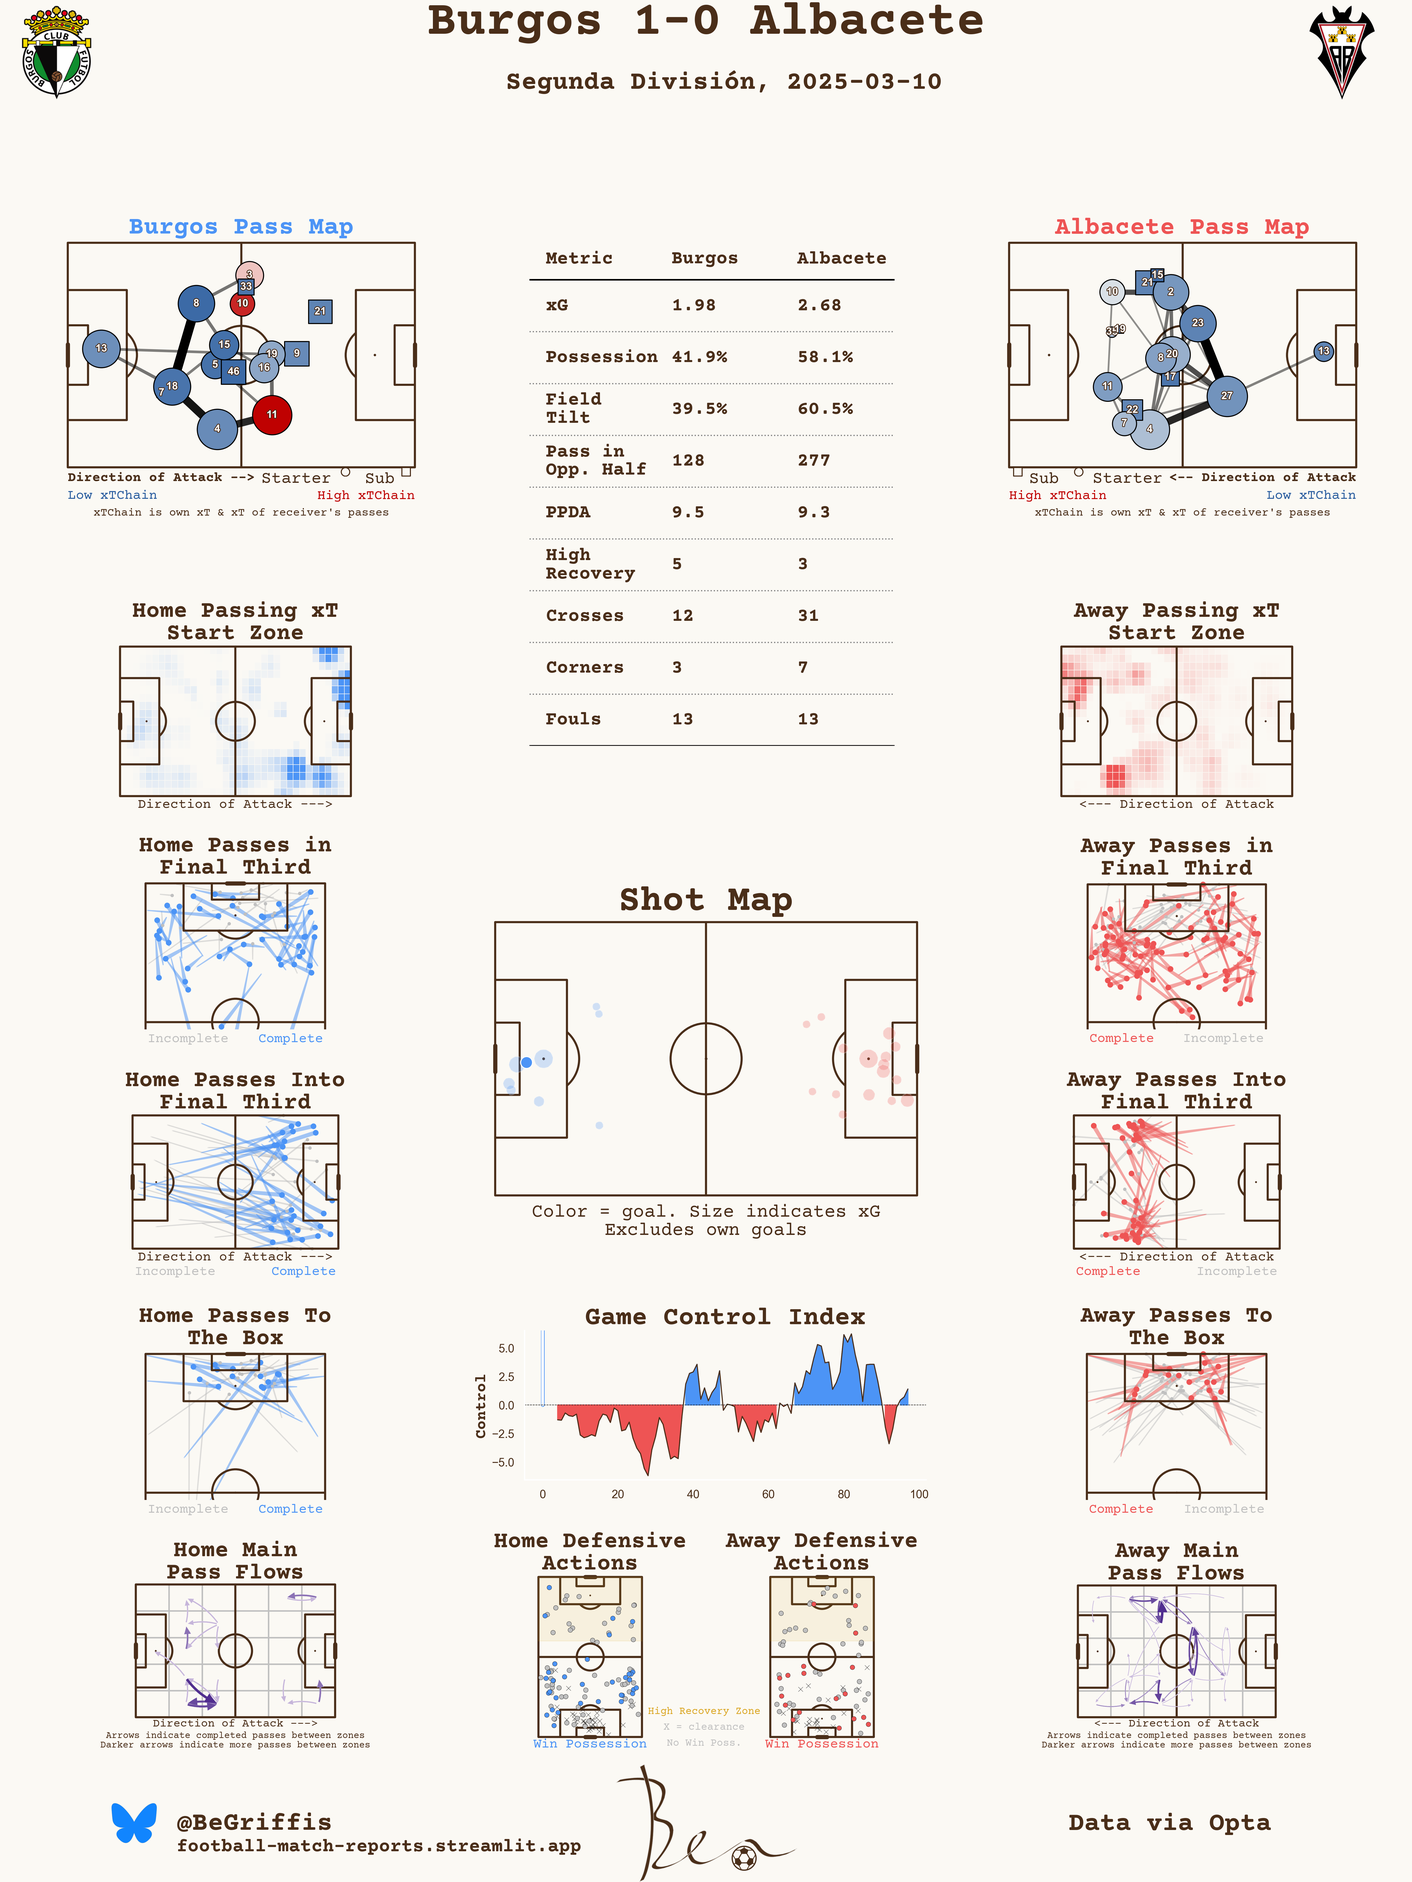 Burgos 1-0 Albacete
Segunda División, 2025-03-10
CLUB
BURGOS
FUTBOL
Burgos Pass Map
3
33
10
8
21
13
15
19
9
5
16
46
7
18
11
4
Direction of Attack --> Starter Sub
Low xTChain High xTChain
xTChain is own xT & xT of receiver's passes
Metric Burgos Albacete
xG 1.98 2.68
Possession 41.9% 58.1%
Field
Tilt 39.5% 60.5%
Pass in
Opp. Half 128 277
PPDA 9.5 9.3
High
Recovery 5 3
Crosses 12 31
Corners 3 7
Fouls 13 13
Albacete Pass Map
15
21
10
2
23
19
8
20
13
17
11
27
22
7
4
Sub Starter <-- Direction of Attack
High xTChain Low xTChain
xTChain is own xT & xT of receiver's passes
Home Passing xT
Start Zone
Direction of Attack --->
Away Passing xT
Start Zone
<--- Direction of Attack
Home Passes in
Final Third
Incomplete Complete
Shot Map
Color = goal. Size indicates xG
Excludes own goals
Away Passes in
Final Third
Complete Incomplete
Home Passes Into
Final Third
Direction of Attack --->
Incomplete Complete
Away Passes Into
Final Third
<--- Direction of Attack
Complete Incomplete
Home Passes To
The Box
Incomplete Complete
Game Control Index
Control
5.0
2.5
0.0
−2.5
−5.0
0 20 40 60 80 100
Away Passes To
The Box
Complete Incomplete
Home Main
Pass Flows
Direction of Attack --->
Arrows indicate completed passes between zones
Darker arrows indicate more passes between zones
Home Defensive
Actions
Win Possession
High Recovery Zone
X = clearance
No Win Poss.
Away Defensive
Actions
Win Possession
Away Main
Pass Flows
<--- Direction of Attack
Arrows indicate completed passes between zones
Darker arrows indicate more passes between zones
@BeGriffis
football-match-reports.streamlit.app
Ben
Data via Opta